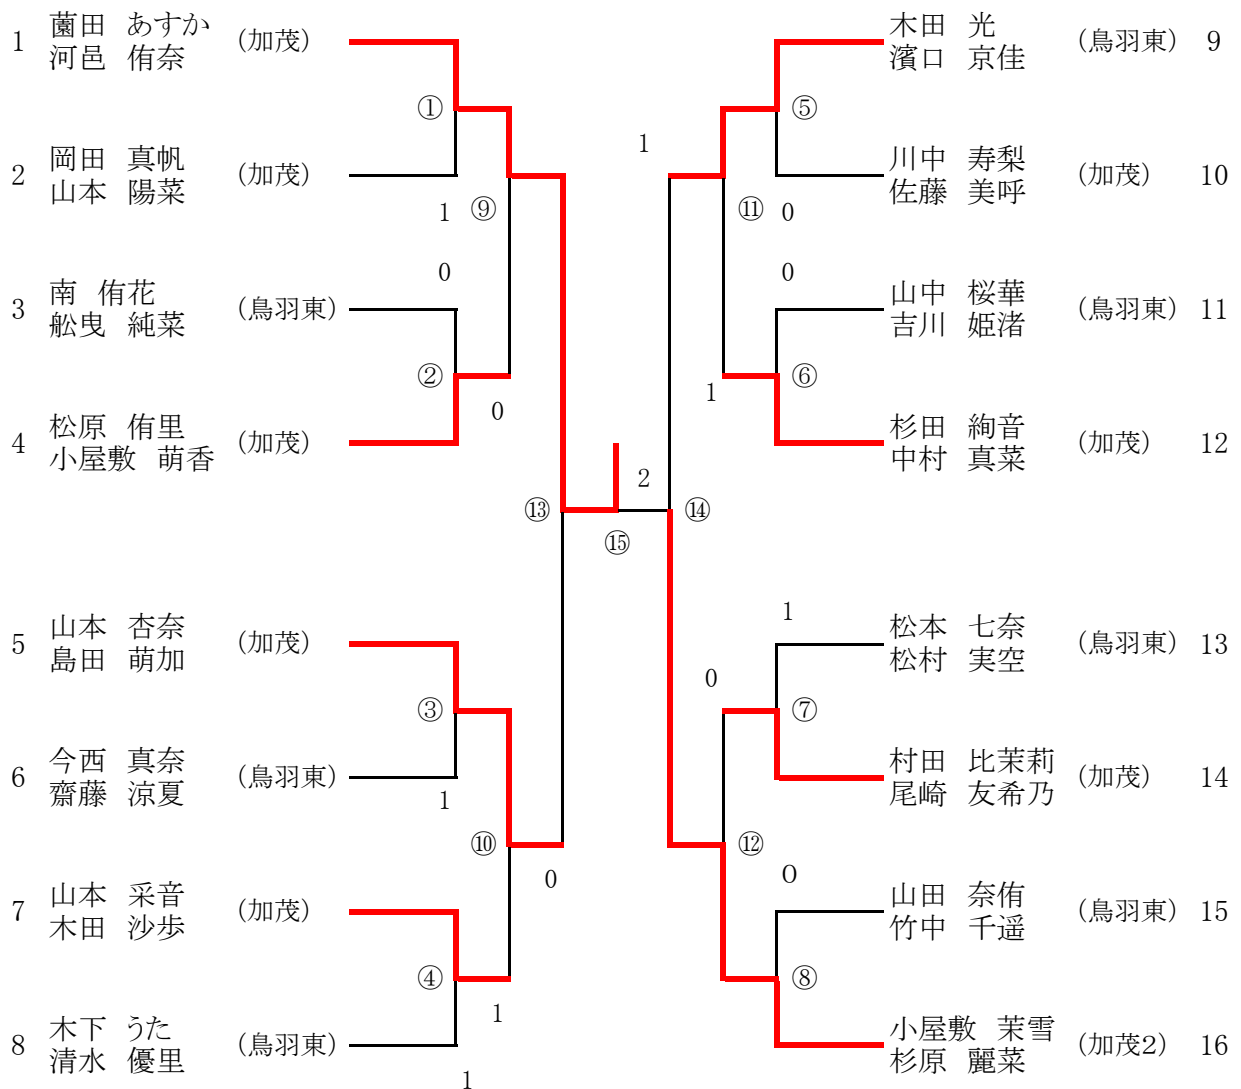 1 薗田 あすか (加茂)
河邑 侑奈
①
2 岡田 真帆 (加茂)
山本 陽菜
1 ⑨
0
3 南 侑花 (鳥羽東)
舩曳 純菜
②
0
4 松原 侑里 (加茂)
小屋敷 萌香
⑬
5 山本 杏奈 (加茂)
島田 萌加
③
6 今西 真奈 (鳥羽東)
齋藤 涼夏
1
⑩
0
7 山本 采音 (加茂)
木田 沙歩
④
1
8 木下 うた (鳥羽東)
清水 優里
1
2
⑮
木田 光 (鳥羽東) 9
濱口 京佳
⑤
1
川中 寿梨 (加茂) 10
佐藤 美呼
⑪ 0
0
山中 桜華 (鳥羽東) 11
吉川 姫渚
⑥
1
杉田 絢音 (加茂) 12
中村 真菜
⑭
1
松本 七奈 (鳥羽東) 13
松村 実空
0
⑦
村田 比茉莉 (加茂) 14
尾崎 友希乃
⑫
O
山田 奈侑 (鳥羽東) 15
竹中 千遥
⑧
小屋敷 茉雪 (加茂2) 16
杉原 麗菜